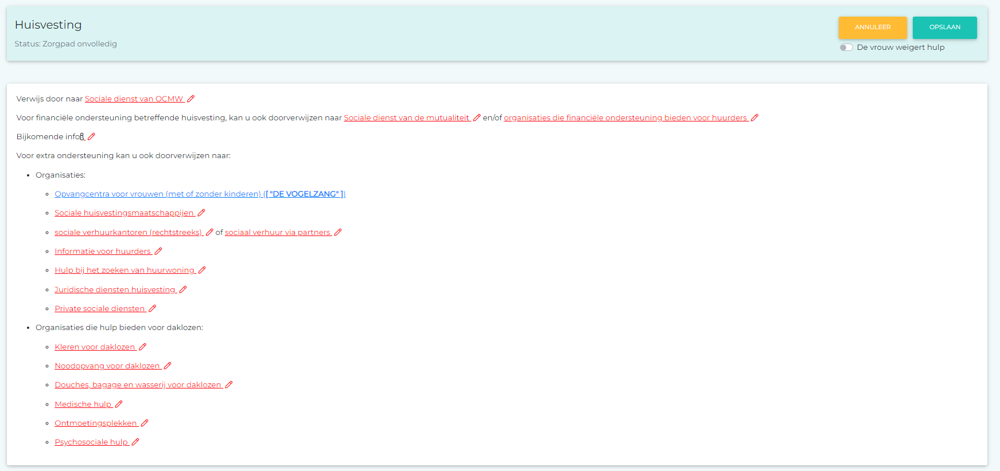 Huisvesting
ANNULEER
OPSLAAN
Status: Zorgpad onvolledig
De vrouw weigert hulp
Verwijs door naar Sociale dienst van OCMW
Voor financiële ondersteuning betreffende huisvesting, kan u ook doorverwijzen naar Sociale dienst van de mutualiteit en/of organisaties die financiële ondersteuning bieden voor huurders
Bijkomende info
Voor extra ondersteuning kan u ook doorverwijzen naar:
Organisaties:
Opvangcentra voor vrouwen (met of zonder kinderen) ([ "DE VOGELZANG" ])
Sociale huisvestingsmaatschappijen
sociale verhuurkantoren (rechtstreeks) of sociaal verhuur via partners
Informatie voor huurders
Hulp bij het zoeken van huurwoning
Juridische diensten huisvesting
Private sociale diensten
Organisaties die hulp bieden voor daklozen:
Kleren voor daklozen
Noodopvang voor daklozen
Douches, bagage en wasserij voor daklozen
Medische hulp
Ontmoetingsplekken
Psychosociale hulp